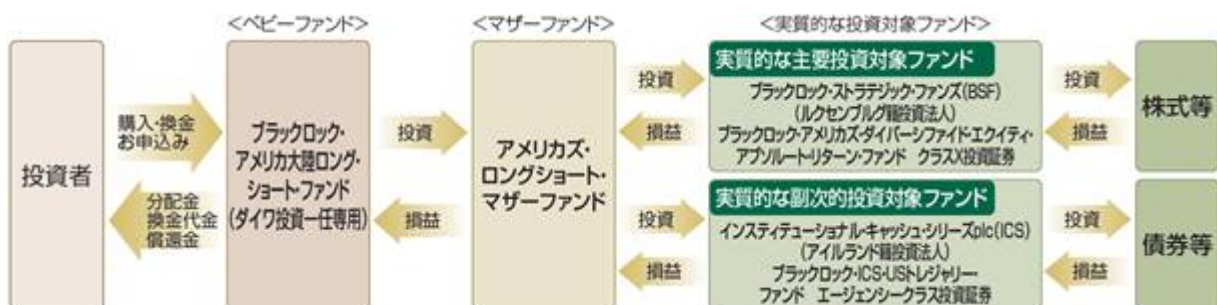 <ベビーファンド>
<マザーファンド>
<実質的な投資対象ファンド>
投資者
購入・換金
お申込み
分配金
換金代金
償還金
ブラックロック・
アメリカ大陸ロング・
ショート・ファンド
(ダイワ投資一任専用)
投資
損益
アメリカズ・
ロングショート・
マザーファンド
投資
損益
実質的な主要投資対象ファンド
ブラックロック・ストラテジック・ファンズ(BSF)
(ルクセンブルグ籍投資法人)
ブラックロック・アメリカズ・ダイバーシファイド・エクイティ・
アブソルート・リターン・ファンド クラスX投資証券
投資
損益
株式等
投資
損益
実質的な副次的投資対象ファンド
インスティテューショナル・キャッシュ・シリーズplc(ICS)
(アイルランド籍投資法人)
ブラックロック・ICS・USトレジャリー・
ファンド エージェンシークラス投資証券
投資
損益
債券等